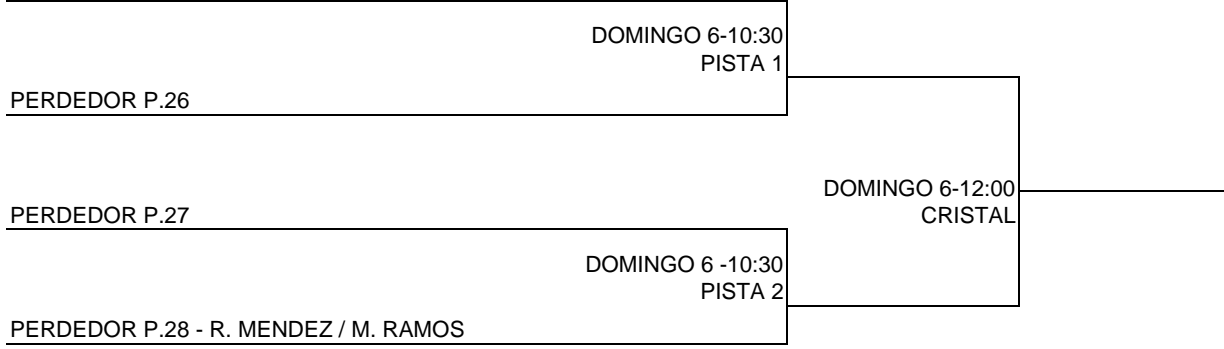 DOMINGO 6-10:30
PISTA 1
PERDEDOR P.26
DOMINGO 6-12:00
PERDEDOR P.27
CRISTAL
DOMINGO 6 -10:30
PISTA 2
PERDEDOR P.28 - R. MENDEZ / M. RAMOS